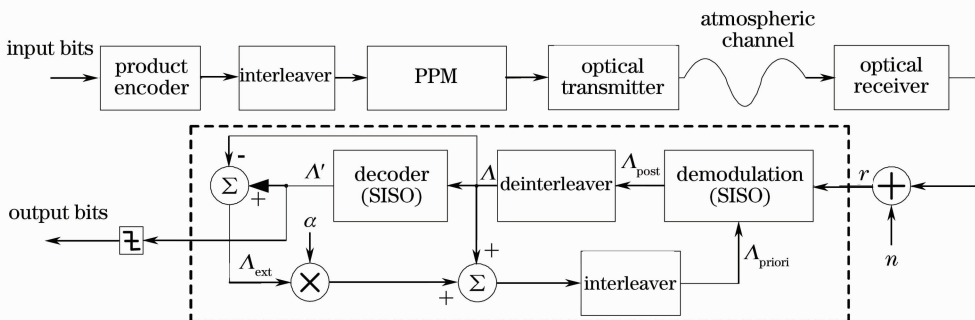 atmospheric
channel
input bits
product
encoder
interleaver
PPM
optical
transmitter
optical
receiver
-
Σ
+
Λ′
decoder
(SISO)
Λ
deinterleaver
Λpost
demodulation
(SISO)
r
+
n
output bits
α
Λext
×
+
Σ
+
interleaver
Λpriori